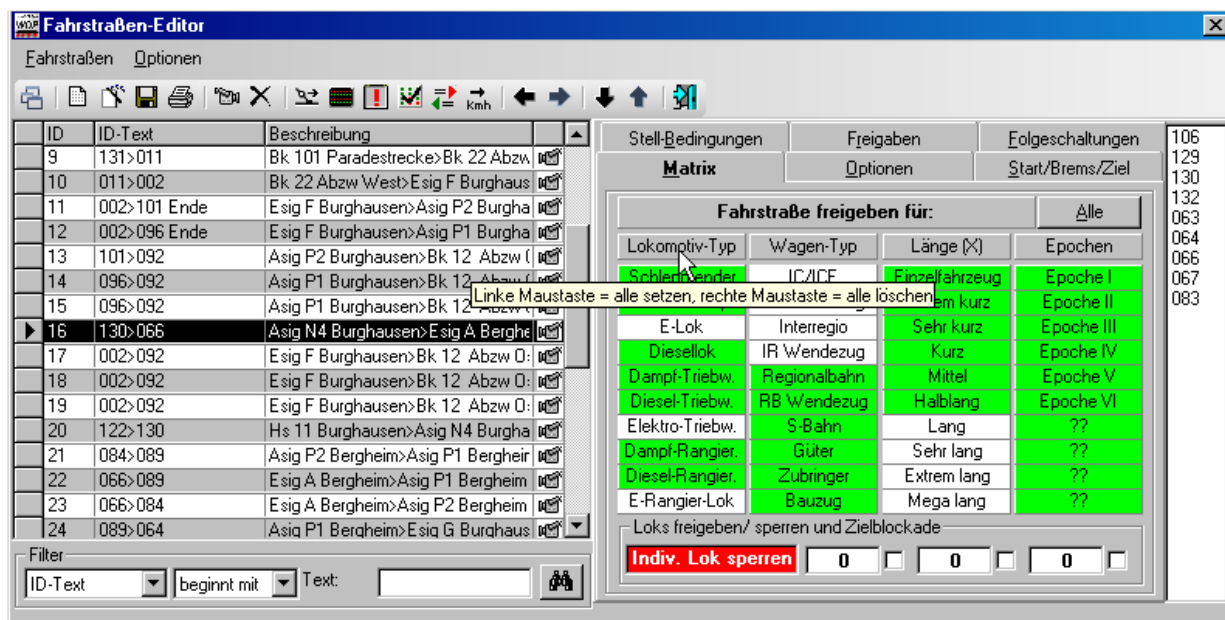 Fahrstraßen-Editor
Fahrstraßen Optionen
Kmh
ID ID-Text Beschreibung
9 131>011 Bk 101 Paradestrecke>Bk 22 Abzw
10 011>002 Bk 22 Abzw West>Esig F Burghaus
11 002>101 Ende Esig F Burghausen>Asig P2 Burgha
12 002>096 Ende Esig F Burghausen>Asig P1 Burgha
13 101>092 Asig P2 Burghausen>Bk 12 Abzw (
14 096>092 Asig P1 Burghausen>Bk 12
15 096>092 Asig P1 Burghausen>Bk 12
16 130>066 Asig N4 Burghausen>Esig A Berghe
17 002>092 Esig F Burghausen>Bk 12 Abzw O:
18 002>092 Esig F Burghausen>Bk 12 Abzw O:
19 002>092 Esig F Burghausen>Bk 12 Abzw O:
20 122>130 Hs 11 Burghausen>Asig N4 Burgha
21 084>089 Asig P2 Bergheim>Asig P1 Bergheir
22 066>089 Esig A Bergheim>Asig P1 Bergheim
23 066>084 Esig A Bergheim>Asig P2 Bergheim
24 089>064 Asig P1 Bergheim>Esig G Burghaus
Filter
ID-Text beginnt mit Text:
Stell-Bedingungen Freigaben Folgeschaltungen
Matrix Optionen Start/Brems/Ziel
Fahrstraße freigeben für: Alle
Lokomotiv-Typ Wagen-Typ Länge (X) Epochen
IC/ICE Einzelfahrzeug Epoche I
Linke Maustaste = alle setzen, rechte Maustaste = alle löschen
kurz Epoche II
E-Lok Interregio Sehr kurz Epoche III
Diesellok IR Wendezug Kurz Epoche IV
Dampf-Triebw. Regionalbahn Mittel Epoche V
Diesel-Triebw. RB Wendezug Halblang Epoche VI
Elektro-Triebw. S-Bahn Lang ??
Dampf-Rangier. Güter Sehr lang ??
Diesel-Rangier. Zubringer Extrem lang ??
E-Rangier-Lok Bauzug Mega lang ??
Loks freigeben/ sperren und Zielblockade
Indiv. Lok sperren 0 0 0
106
129
130
132
063
064
066
067
083